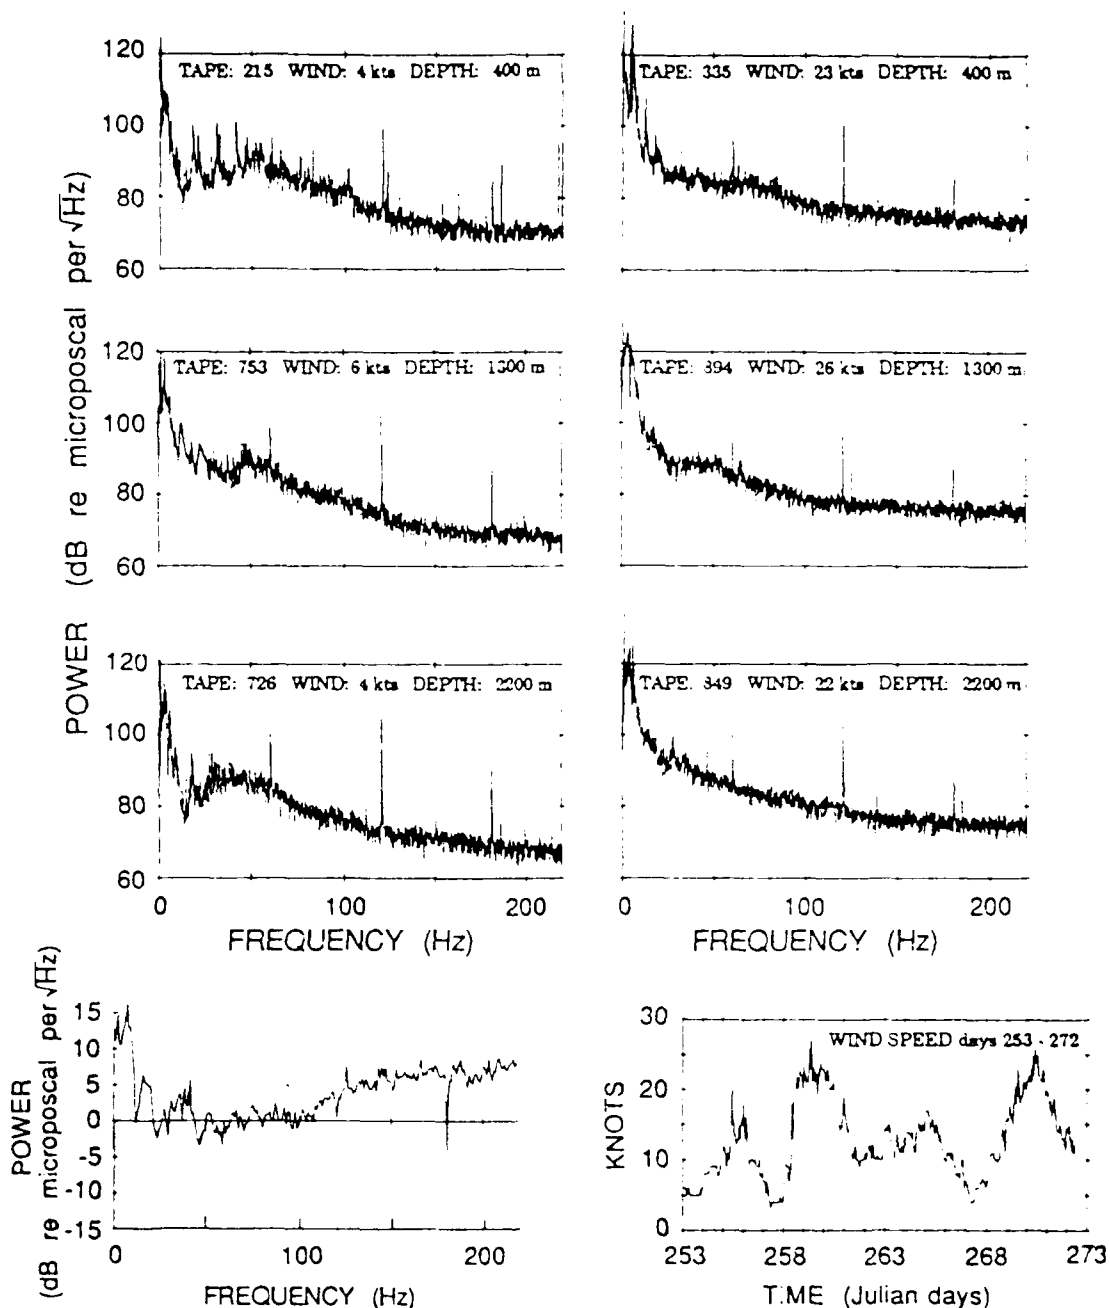 POWER (dB re microposcal per √Hz)
120
100
80
60
TAPE: 215 WIND: 4 kts DEPTH: 400 m
0
100
200
TAPE: 335 WIND: 23 kts DEPTH: 400 m
120
100
80
60
TAPE: 753 WIND: 6 kts DEPTH: 1300 m
TAPE: 394 WIND: 26 kts DEPTH: 1300 m
120
100
80
60
TAPE: 726 WIND: 4 kts DEPTH: 2200 m
TAPE: 349 WIND: 22 kts DEPTH: 2200 m
0
100
200
0
100
200
FREQUENCY (Hz)
FREQUENCY (Hz)
POWER
(dB re microposcal per √Hz)
15
10
5
0
-5
-10
-15
0
100
200
FREQUENCY (Hz)
KNOTS
30
20
10
0
WIND SPEED days 253 - 272
253
258
263
268
273
TIME (Julian days)